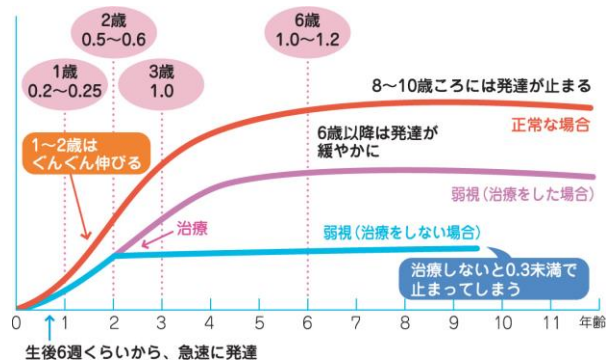 2歳
0.5〜0.6
6歳
1.0〜1.2
1歳
0.2〜0.25
3歳
1.0
8〜10歳ころには発達が止まる
正常な場合
1〜2歳は
ぐんぐん伸びる
6歳以降は発達が
緩やかに
弱視(治療をした場合)
治療
弱視(治療をしない場合)
治療しないと0.3末満で
止まってしまう
0 1 2 3 4 5 6 7 8 9 10 11 年齢
生後6週くらいから、急速に発達